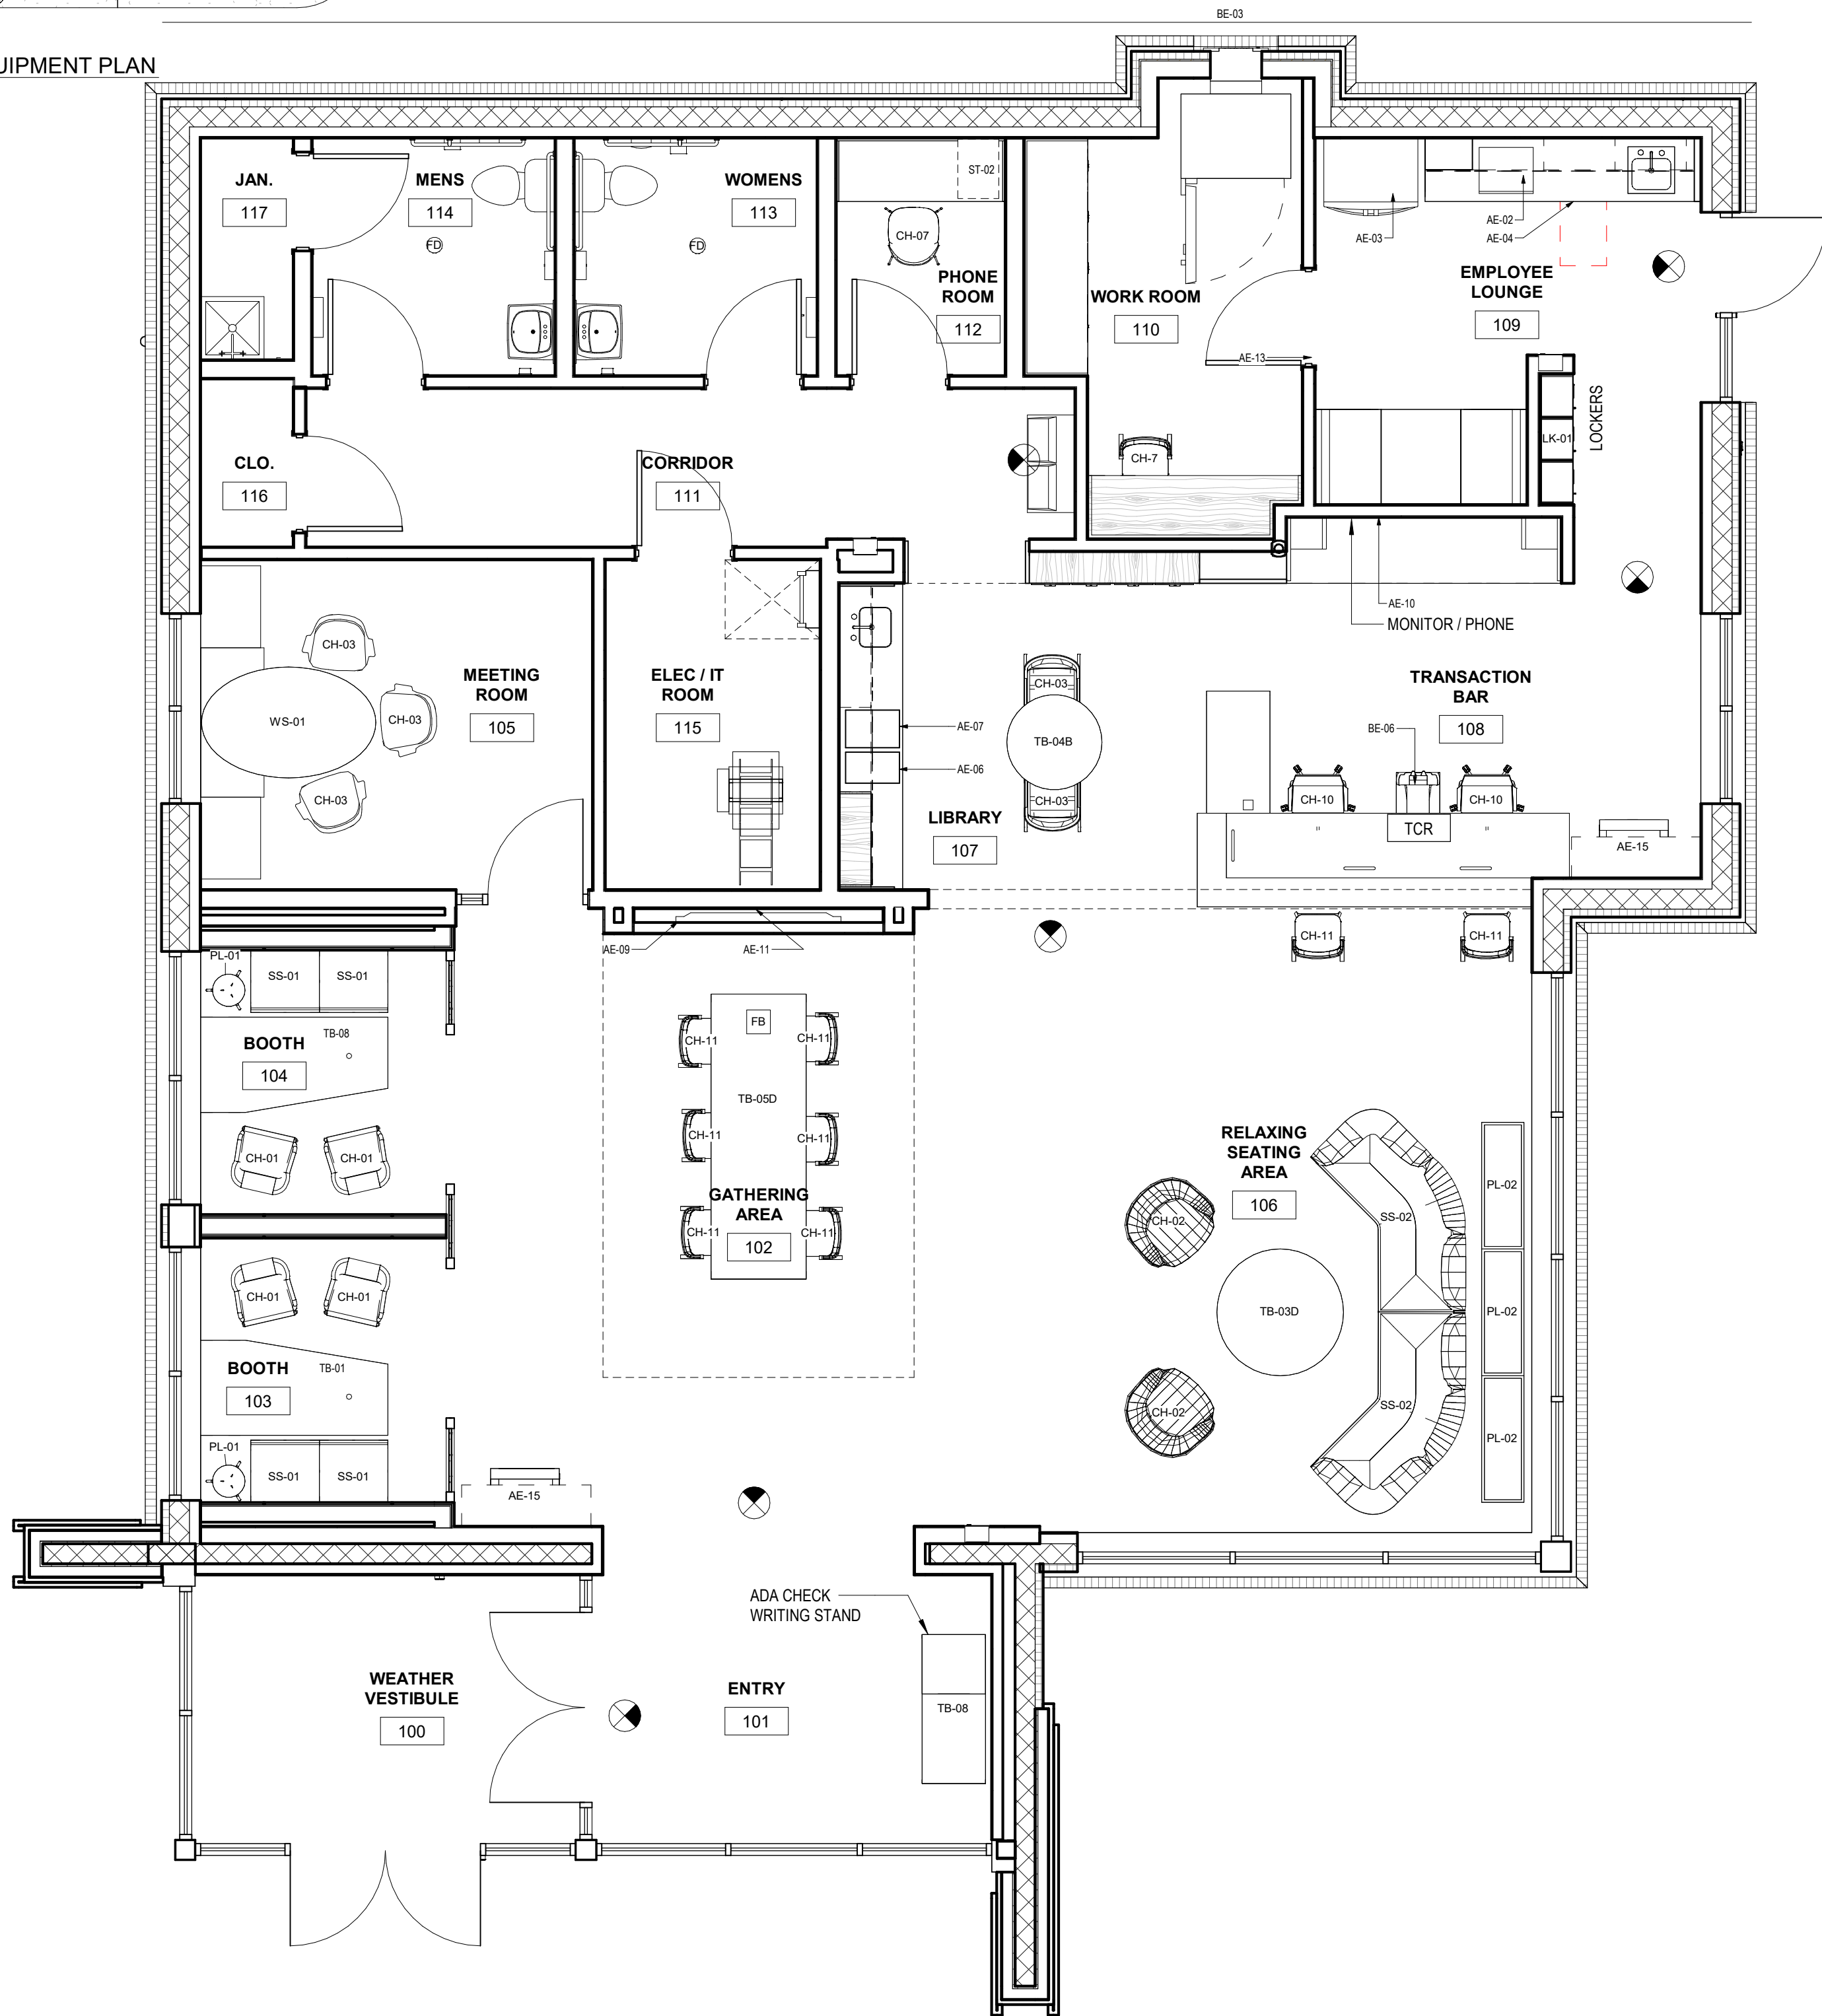 BE-03
UIPMENT PLAN
JAN.
117
MENS
114
FD
WOMENS
113
FD
ST-02
CH-07
PHONE
ROOM
112
WORK ROOM
110
AE-13
CH-7
AE-03
AE-02
AE-04
EMPLOYEE
LOUNGE
109
LK-01
LOCKERS
CLO.
116
CORRIDOR
111
AE-10
MONITOR / PHONE
CH-03
CH-03
CH-03
WS-01
MEETING
ROOM
105
ELEC / IT
ROOM
115
AE-07
AE-06
CH-03
TB-04B
CH-03
LIBRARY
107
TRANSACTION
BAR
108
BE-06
CH-10
CH-10
TCR
AE-15
AE-09
AE-11
CH-11
CH-11
PL-01
SS-01
SS-01
BOOTH
104
TB-08
CH-01
CH-01
FB
CH-11
CH-11
TB-05D
CH-11
CH-11
GATHERING
AREA
102
CH-11
CH-11
RELAXING
SEATING
AREA
106
CH-02
SS-02
PL-02
TB-03D
PL-02
CH-02
SS-02
PL-02
CH-01
CH-01
BOOTH
103
TB-01
PL-01
SS-01
SS-01
AE-15
ADA CHECK
WRITING STAND
WEATHER
VESTIBULE
100
ENTRY
101
TB-08